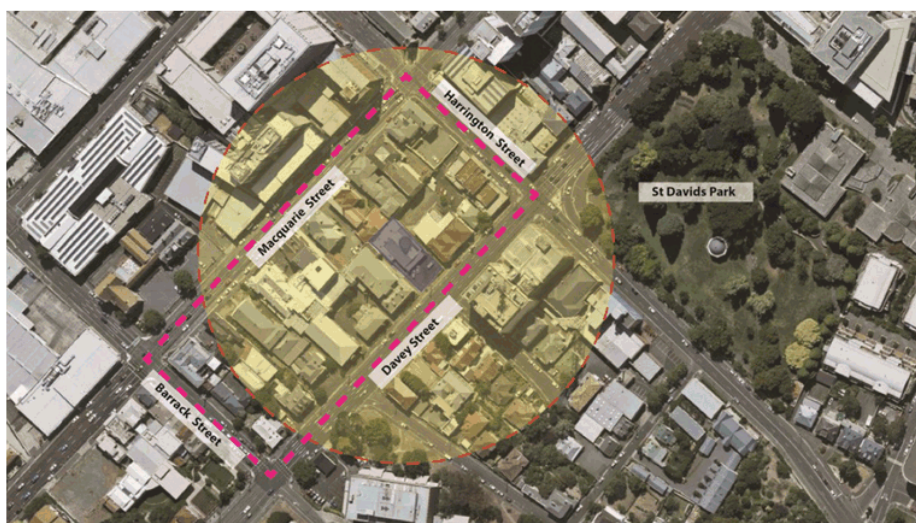 Harrington Street
St Davids Park
Macquarie Street
Davey Street
Barrack Street